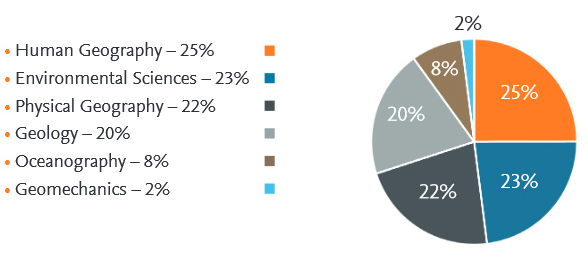 • Human Geography – 25%
• Environmental Sciences – 23%
• Physical Geography – 22%
• Geology – 20%
• Oceanography – 8%
• Geomechanics – 2%
2%
8%
25%
20%
23%
22%